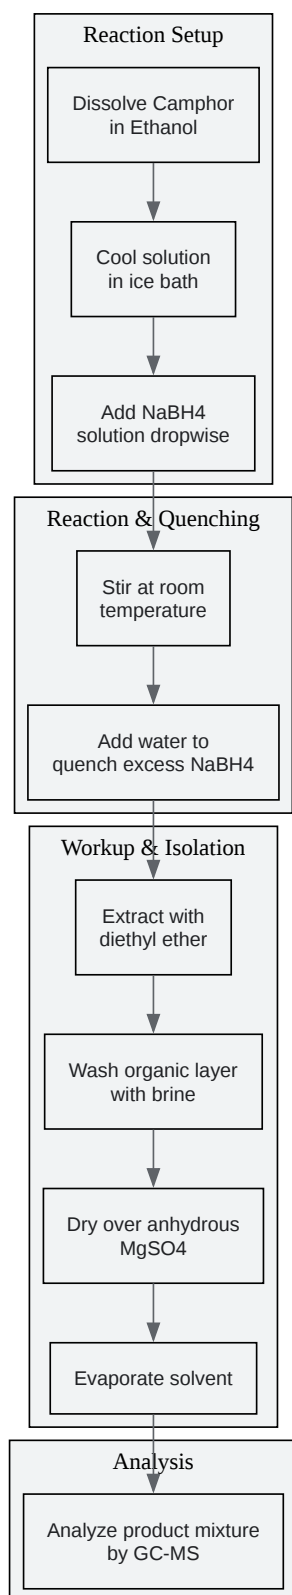 Reaction Setup
Dissolve Camphor
in Ethanol
Cool solution
in ice bath
Add NaBH4
solution dropwise
Reaction & Quenching
Stir at room
temperature
Add water to
quench excess NaBH4
Workup & Isolation
Extract with
diethyl ether
Wash organic layer
with brine
Dry over anhydrous
MgSO4
Evaporate solvent
Analysis
Analyze product mixture
by GC-MS